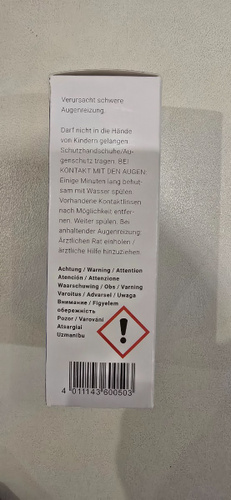 Verursacht schwere
Augenreizung.
Darf nicht in die Hände
von Kindern gelangen
Schutzhandschuhe/Au-
genschutz tragen. BEI
KONTAKT MIT DEN AUGEN:
Einige Minuten lang behut-
sam mit Wasser spülen.
Vorhandene Kontaktlinsen
nach Möglichkeit entfer-
nen. Weiter spülen. Bei
anhaltender Augenreizung:
Ärztlichen Rat einholen /
ärztliche Hilfe hinzuziehen.
Achtung / Warning / Attention
Atención / Attenzione
Waarschuwing / Obs / Varning
Varoitus / Advarsel / Uwaga
Внимание / Figyelem
обережність
Pozor / Varování
Atsargiai
Uzmanību
4 011143 600503